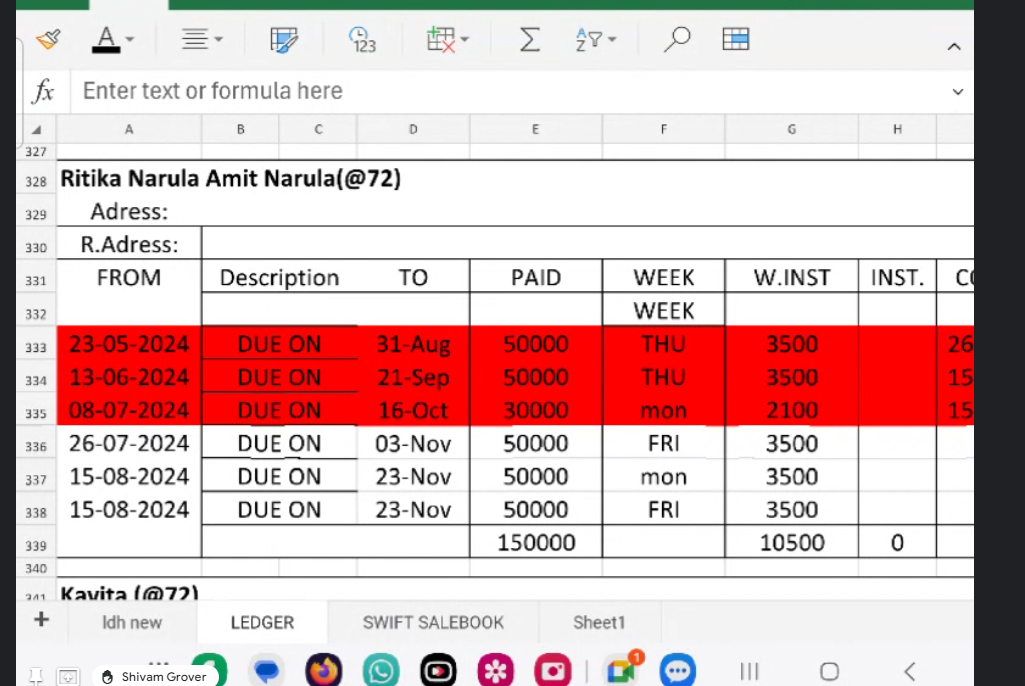 A
123
A
Z
fx Enter text or formula here
A B C D E F G H
327
328 Ritika Narula Amit Narula(@72)
329 Adress:
330 R.Adress:
331 FROM Description TO PAID WEEK W.INST INST.
332 WEEK
333 23-05-2024 DUE ON 31-Aug 50000 THU 3500 26
334 13-06-2024 DUE ON 21-Sep 50000 THU 3500 15
335 08-07-2024 DUE ON 16-Oct 30000 mon 2100 15
336 26-07-2024 DUE ON 03-Nov 50000 FRI 3500
337 15-08-2024 DUE ON 23-Nov 50000 mon 3500
338 15-08-2024 DUE ON 23-Nov 50000 FRI 3500
339 150000 10500 0
340
341 Kavita (@72)
+ ldh new LEDGER SWIFT SALEBOOK Sheet1
1
Shivam Grover